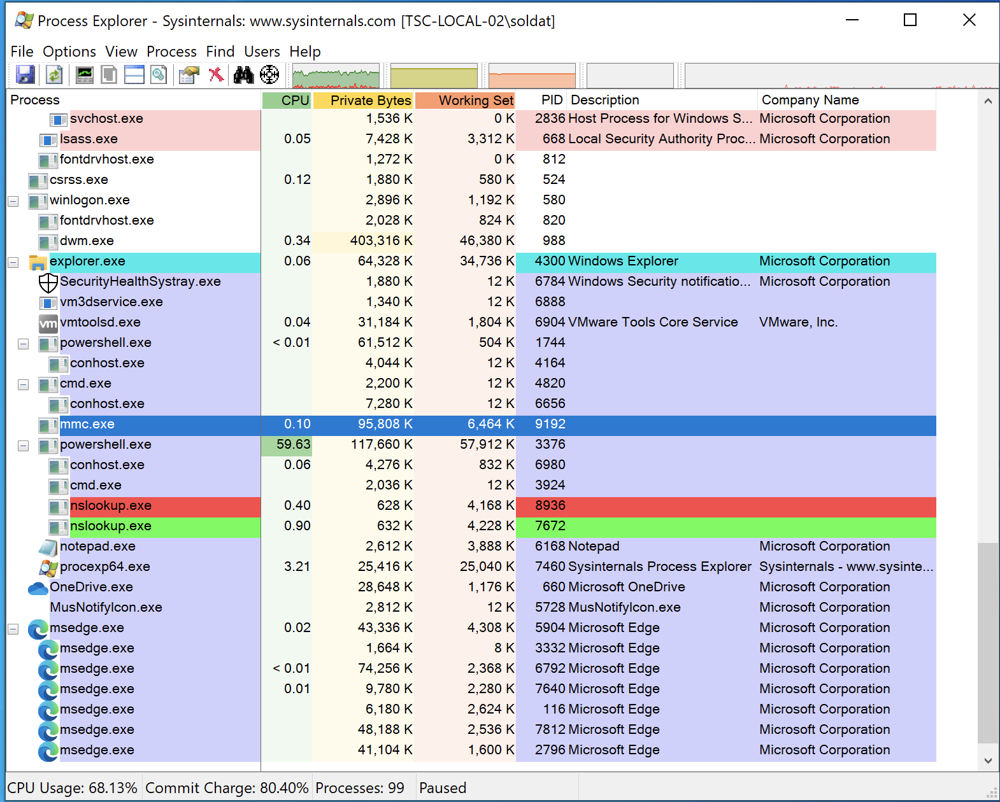 Process Explorer - Sysinternals: www.sysinternals.com [TSC-LOCAL-02\soldat]
File Options View Process Find Users Help
Process CPU Private Bytes Working Set PID Description Company Name
svchost.exe 1,536 K 0 K 2836 Host Process for Windows S... Microsoft Corporation
lsass.exe 0.05 7,428 K 3,312 K 668 Local Security Authority Proc... Microsoft Corporation
fontdrvhost.exe 1,272 K 0 K 812
csrss.exe 0.12 1,880 K 580 K 524
winlogon.exe 2,896 K 1,192 K 580
fontdrvhost.exe 2,028 K 824 K 820
dwm.exe 0.34 403,316 K 46,380 K 988
explorer.exe 0.06 64,328 K 34,736 K 4300 Windows Explorer Microsoft Corporation
SecurityHealthSystray.exe 1,880 K 12 K 6784 Windows Security notificatio... Microsoft Corporation
vm3dservice.exe 1,340 K 12 K 6888
vm vmtoolsd.exe 0.04 31,184 K 1,804 K 6904 VMware Tools Core Service VMware, Inc.
powershell.exe < 0.01 61,512 K 504 K 1744
conhost.exe 4,044 K 12 K 4164
cmd.exe 2,200 K 12 K 4820
conhost.exe 7,280 K 12 K 6656
mmc.exe 0.10 95,808 K 6,464 K 9192
powershell.exe 59.63 117,660 K 57,912 K 3376
conhost.exe 0.06 4,276 K 832 K 6980
cmd.exe 2,036 K 12 K 3924
nslookup.exe 0.40 628 K 4,168 K 8936
nslookup.exe 0.90 632 K 4,228 K 7672
notepad.exe 2,612 K 3,888 K 6168 Notepad Microsoft Corporation
procexp64.exe 3.21 25,416 K 25,040 K 7460 Sysinternals Process Explorer Sysinternals - www.sysinte...
OneDrive.exe 28,648 K 1,176 K 660 Microsoft OneDrive Microsoft Corporation
MusNotifyIcon.exe 2,812 K 12 K 5728 MusNotifyIcon.exe Microsoft Corporation
msedge.exe 0.02 43,336 K 4,308 K 5904 Microsoft Edge Microsoft Corporation
msedge.exe 1,664 K 8 K 3332 Microsoft Edge Microsoft Corporation
msedge.exe < 0.01 74,256 K 2,368 K 6792 Microsoft Edge Microsoft Corporation
msedge.exe 0.01 9,780 K 2,280 K 7640 Microsoft Edge Microsoft Corporation
msedge.exe 6,180 K 2,624 K 116 Microsoft Edge Microsoft Corporation
msedge.exe 48,188 K 2,536 K 7812 Microsoft Edge Microsoft Corporation
msedge.exe 41,104 K 1,600 K 2796 Microsoft Edge Microsoft Corporation
CPU Usage: 68.13% Commit Charge: 80.40% Processes: 99 Paused